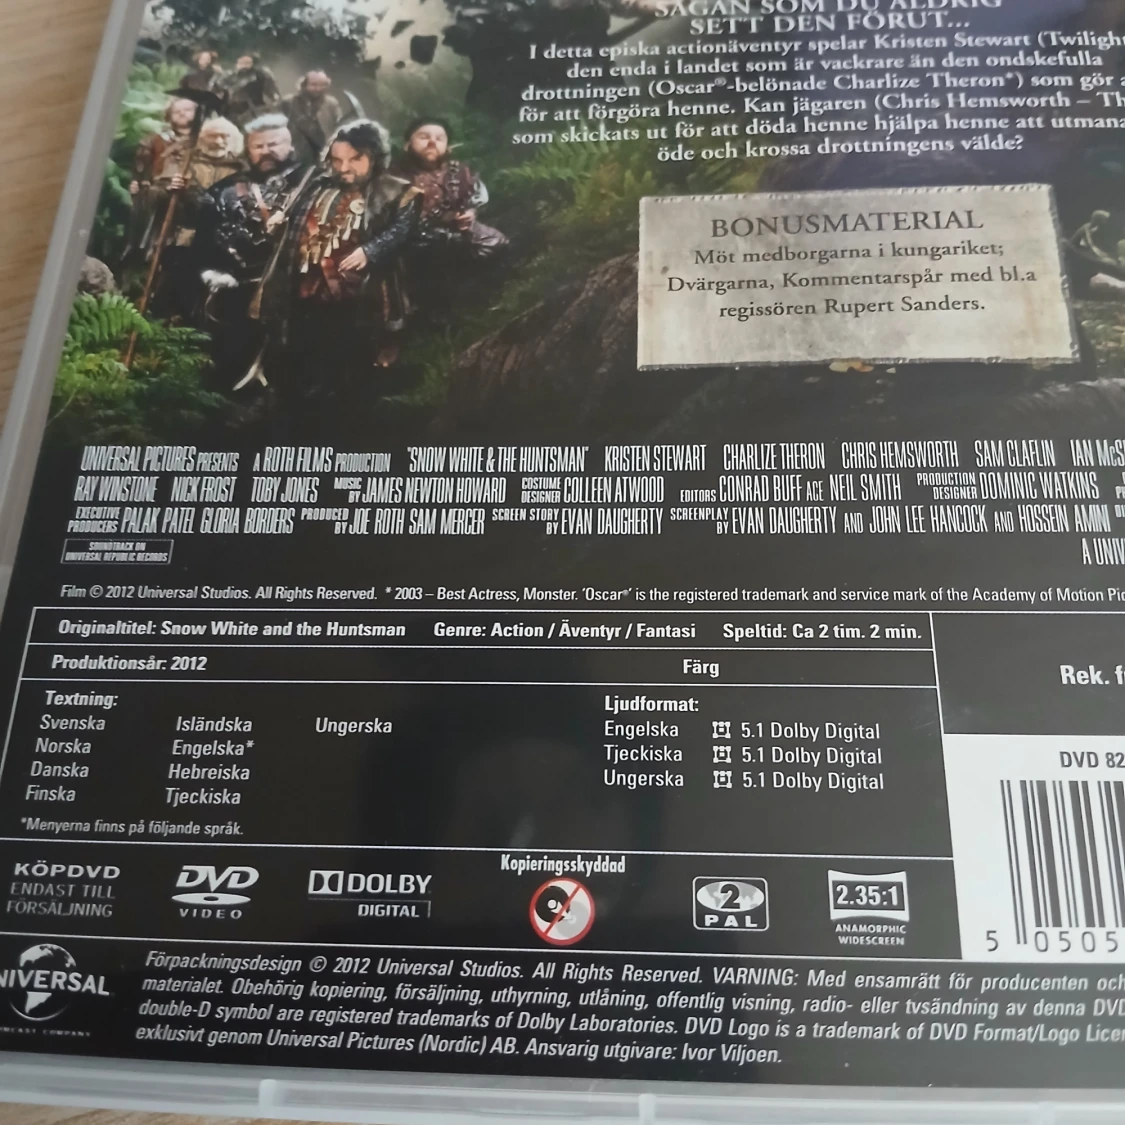 SAGAN SOM DU ALDRIG
SETT DEN FÖRUT...
I detta episka actionäventyr spelar Kristen Stewart (Twilight
den enda i landet som är vackrare än den ondskefulla
drottningen (Oscar®-belönade Charlize Theron*) som gör a
för att förgöra henne. Kan jägaren (Chris Hemsworth – Th
som skickats ut för att döda henne hjälpa henne att utmana
öde och krossa drottningens välde?
BONUSMATERIAL
Möt medborgarna i kungariket;
Dvärgarna, Kommentarspår med bl.a
regissören Rupert Sanders.
UNIVERSAL PICTURES PRESENTS A ROTH FILMS PRODUCTION "SNOW WHITE & THE HUNTSMAN" KRISTEN STEWART CHARLIZE THERON CHRIS HEMSWORTH SAM CLAFLIN IAN McS
RAY WINSTONE NICK FROST TOBY JONES MUSIC BY JAMES NEWTON HOWARD COSTUME DESIGNER COLLEEN ATWOOD EDITORS CONRAD BUFF ACE NEIL SMITH PRODUCTION DESIGNER DOMINIC WATKINS
EXECUTIVE PRODUCERS PALAK PATEL GLORIA BORDERS PRODUCED BY JOE ROTH SAM MERCER SCREEN STORY BY EVAN DAUGHERTY SCREENPLAY BY EVAN DAUGHERTY AND JOHN LEE HANCOCK AND HOSSEIN AMINI
SOUNDTRACK ON
UNIVERSAL REPUBLIC RECORDS
A UNIV
Film © 2012 Universal Studios. All Rights Reserved. * 2003 – Best Actress, Monster. 'Oscar®' is the registered trademark and service mark of the Academy of Motion Pic
Originaltitel: Snow White and the Huntsman Genre: Action / Äventyr / Fantasi Speltid: Ca 2 tim. 2 min.
Produktionsår: 2012 Färg
Rek. f
Textning:
Svenska Isländska Ungerska
Norska Engelska*
Danska Hebreiska
Finska Tjeckiska
*Menyerna finns på följande språk.
Ljudformat:
Engelska 5.1 Dolby Digital
Tjeckiska 5.1 Dolby Digital
Ungerska 5.1 Dolby Digital
DVD 82
5 0505
KÖPDVD
ENDAST TILL
FÖRSÄLJNING
DVD
VIDEO
DOLBY
DIGITAL
Kopieringsskyddad
2
PAL
2.35:1
ANAMORPHIC
WIDESCREEN
NIVERSAL
MCAST COMPANY
Förpackningsdesign © 2012 Universal Studios. All Rights Reserved. VARNING: Med ensamrätt för producenten och
materialet. Obehörig kopiering, försäljning, uthyrning, utlåning, offentlig visning, radio- eller tvsändning av denna DVD
double-D symbol are registered trademarks of Dolby Laboratories. DVD Logo is a trademark of DVD Format/Logo Licen
exklusivt genom Universal Pictures (Nordic) AB. Ansvarig utgivare: Ivor Viljoen.